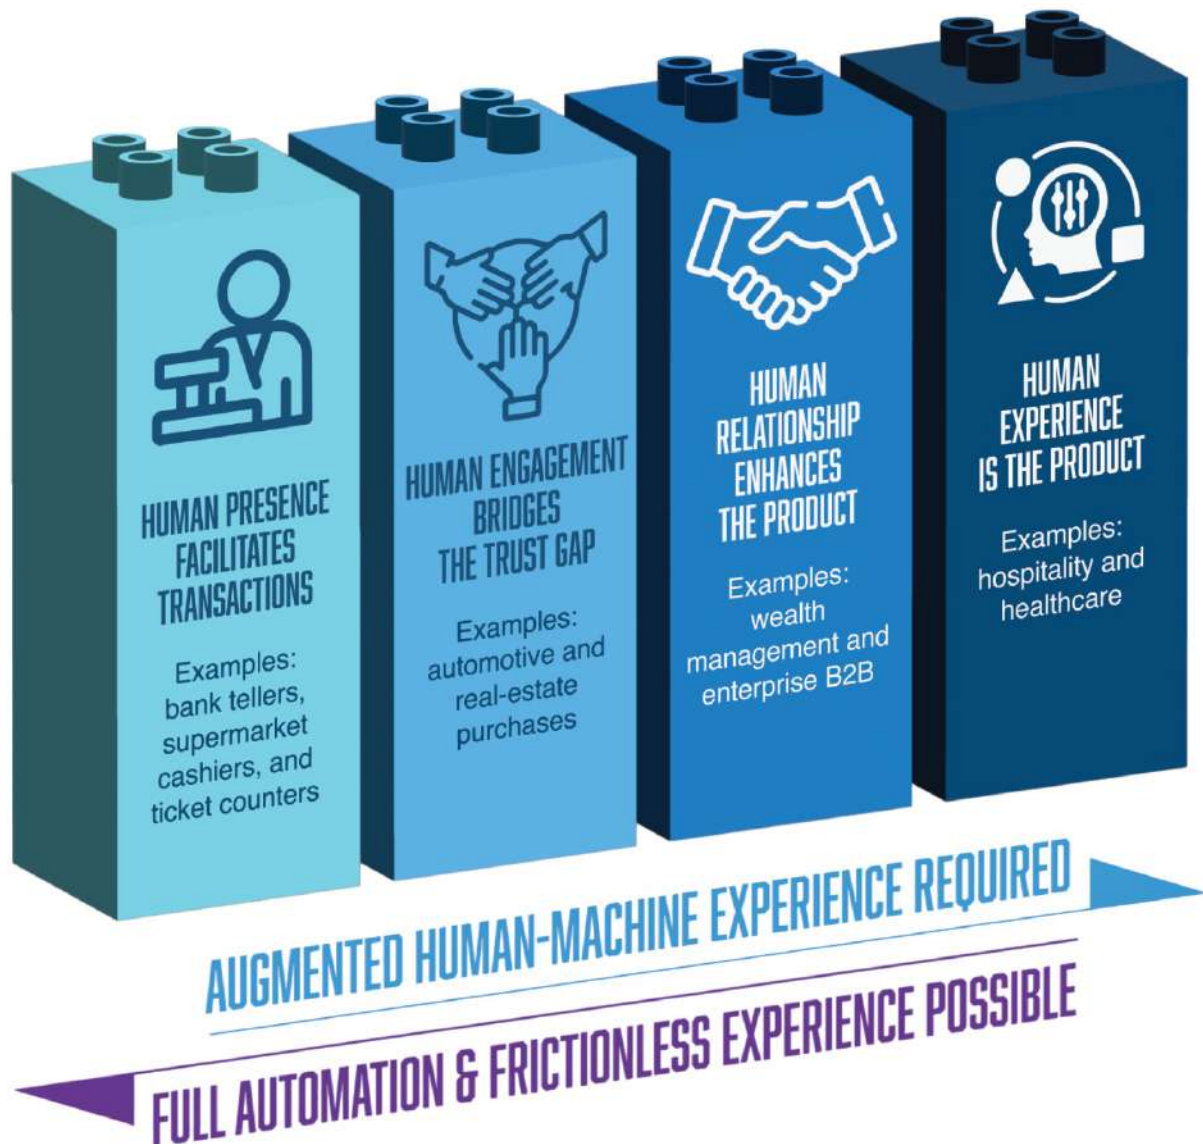 HUMAN PRESENCE
FACILITATES
TRANSACTIONS
Examples:
bank tellers,
supermarket
cashiers, and
ticket counters
HUMAN ENGAGEMENT
BRIDGES
THE TRUST GAP
Examples:
automotive and
real-estate
purchases
HUMAN
RELATIONSHIP
ENHANCES
THE PRODUCT
Examples:
wealth
management and
enterprise B2B
HUMAN
EXPERIENCE
IS THE PRODUCT
Examples:
hospitality and
healthcare
AUGMENTED HUMAN-MACHINE EXPERIENCE REQUIRED
FULL AUTOMATION & FRICTIONLESS EXPERIENCE POSSIBLE